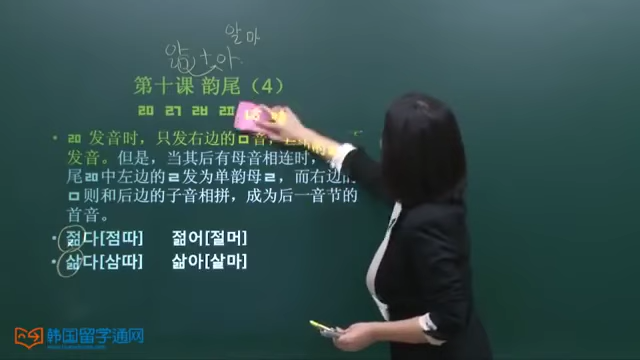 알마
앎+아
第十课 韵尾（4）
ㄻ ㄺ ㄼ ㄿ
• ㄻ 发音时，只发右边的ㅁ音，
发音。但是，当其后有母音相连时，
尾ㄻ中左边的ㄹ发为单韵母ㄹ，而右边的
ㅁ则和后边的子音相拼，成为后一音节的
首音。
• 젊다[점따] 젊어[절머]
• 삶다[삼따] 삶아[살마]
韩国留学通网